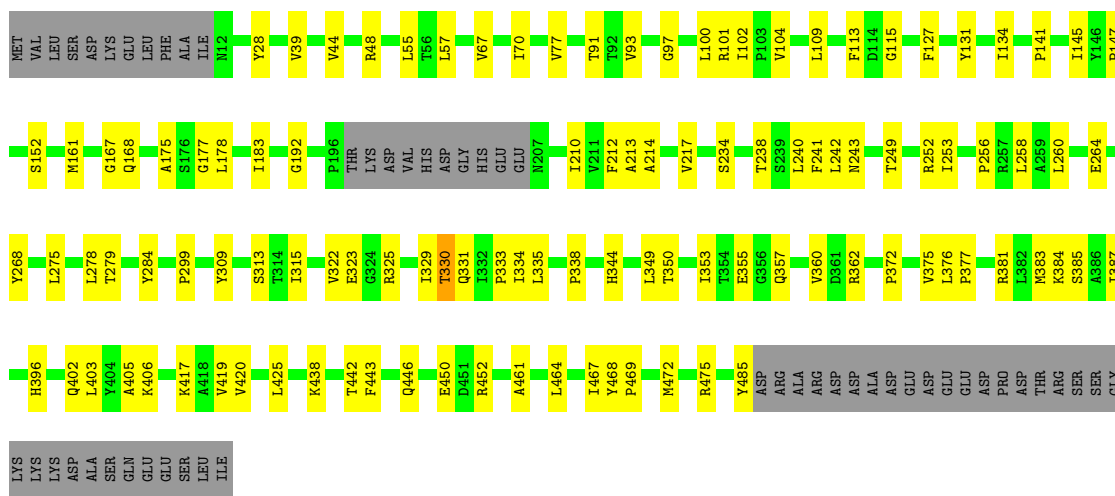 MET VAL LEU SER ASP LYS GLU LEU PHE ALA ILE N12 Y28 V39 V44 R48 L55 T56 L57 V67 I70 V77 T91 T92 V93 G97 L100 R101 I102 P103 V104 L109 F113 D114 G115 F127 Y131 I134 P141 I145 Y146
S152 M161 G167 Q168 A175 S176 G177 L178 I183 G192 P196 THR LYS ASP VAL HIS ASP GLY HIS GLU GLU N207 I210 V211 F212 A213 A214 V217 S234 T238 S239 L240 F241 L242 N243 T249 R252 I253 P256 R257 L258 A259 L260 E264
Y268 L275 L278 T279 Y284 P299 Y309 S313 T314 I315 V322 E323 G324 R325 I329 T330 Q331 I332 P333 I334 L335 P338 H344 L349 T350 I353 T354 E355 G356 Q357 V360 D361 R362 P372 V375 L376 P377 R381 L382 M383 K384 S385 A386
H396 Q402 L403 Y404 A405 K406 K417 A418 V419 V420 L425 K438 T442 F443 Q446 E450 D451 R452 A461 L464 I467 Y468 P469 M472 R475 Y485 ASP ARG ALA ARG ASP ASP ALA ASP GLU ASP GLU GLU ASP PRO ASP THR ARG SER SER GLY
LYS LYS LYS ASP ALA SER GLN GLU GLU SER LEU ILE